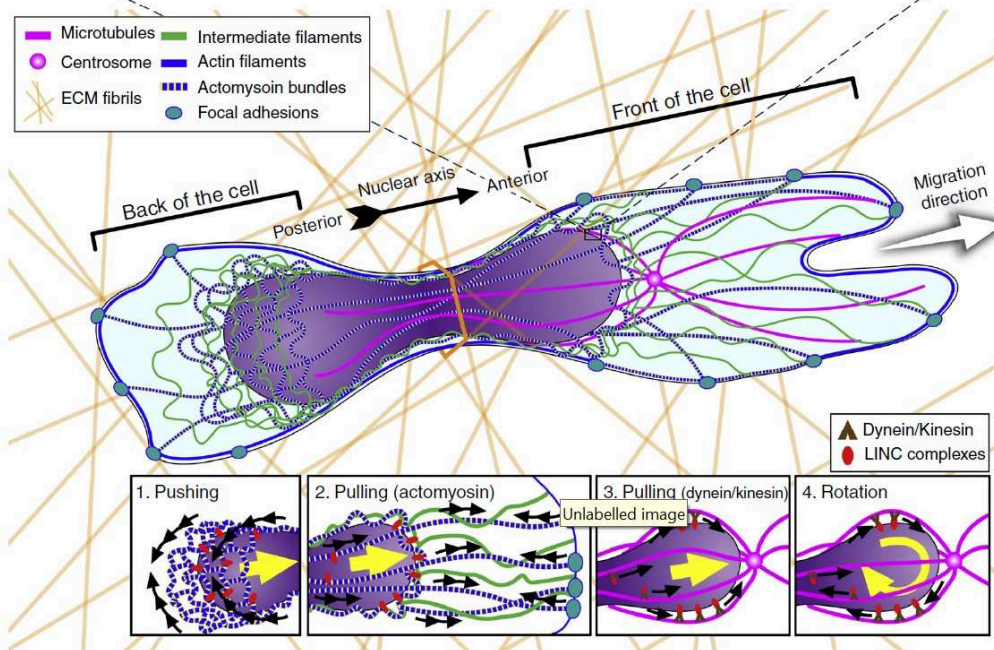 Microtubules
Centrosome
ECM fibrils
Intermediate filaments
Actin filaments
Actomysoin bundles
Focal adhesions
Front of the cell
Back of the cell
Nuclear axis
Posterior
Anterior
Migration
direction
Dynein/Kinesin
LINC complexes
1. Pushing
2. Pulling (actomyosin)
3. Pulling (dynein/kinesin)
Unlabelled image
4. Rotation